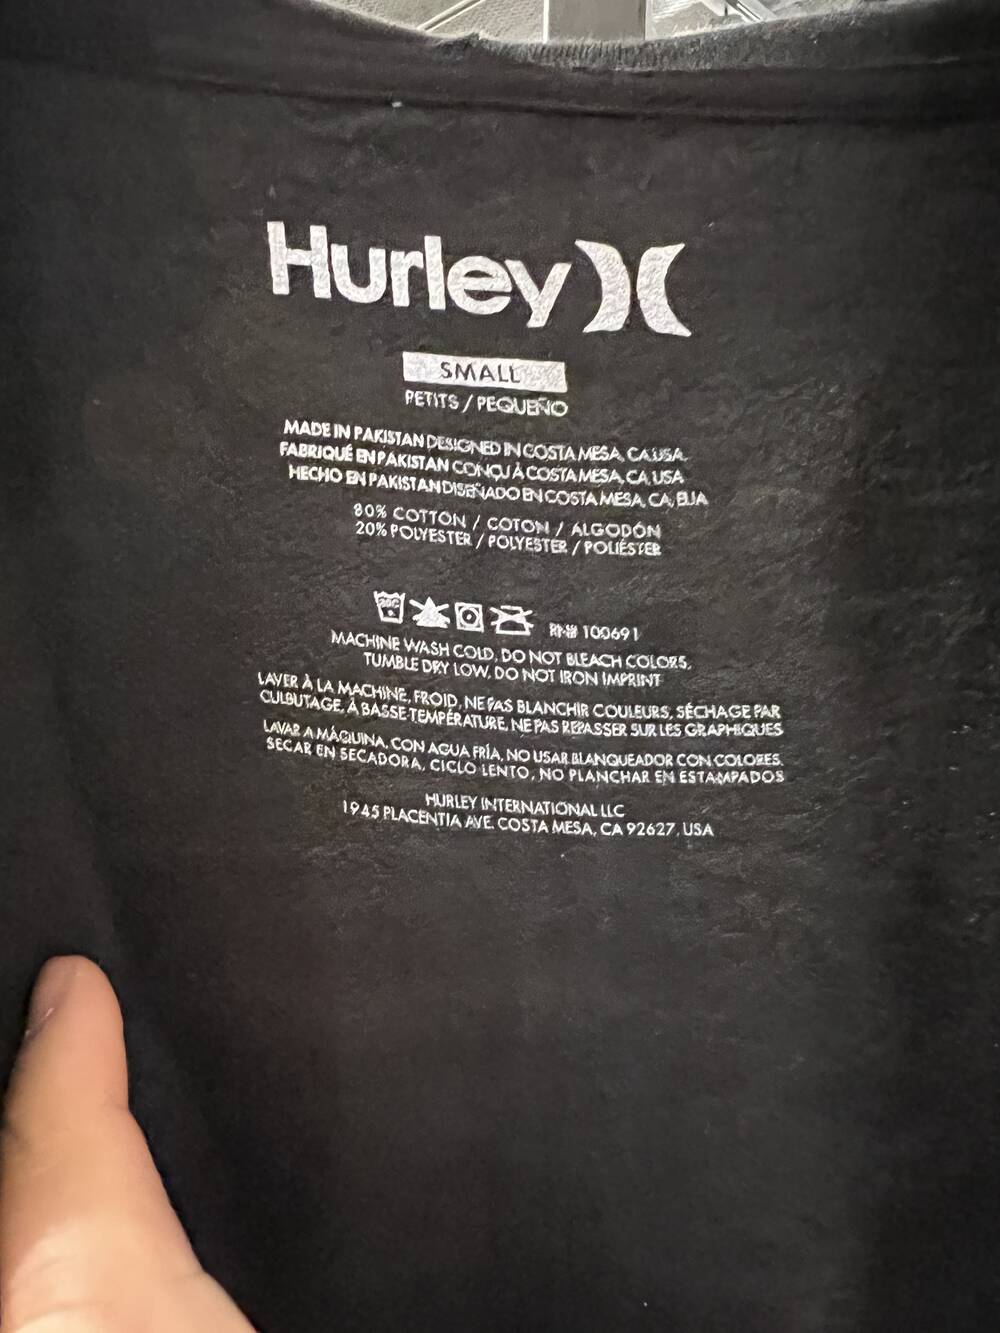 Hurley
SMALL
PETITS / PEQUEÑO
MADE IN PAKISTAN DESIGNED IN COSTA MESA, CA.USA.
FABRIQUÉ EN PAKISTAN CONÇU À COSTA MESA, CA, USA
HECHO EN PAKISTAN DISEÑADO EN COSTA MESA, CA, EUA
80% COTTON / COTON / ALGODÓN
20% POLYESTER / POLYESTER / POLIÉSTER
30C RN# 100691
MACHINE WASH COLD, DO NOT BLEACH COLORS,
TUMBLE DRY LOW, DO NOT IRON IMPRINT
LAVER À LA MACHINE, FROID, NE PAS BLANCHIR COULEURS, SÉCHAGE PAR
CULBUTAGE, À BASSE-TEMPÉRATURE, NE PAS REPASSER SUR LES GRAPHIQUES
LAVAR A MÁQUINA, CON AGUA FRÍA, NO USAR BLANQUEADOR CON COLORES,
SECAR EN SECADORA, CICLO LENTO, NO PLANCHAR EN ESTAMPADOS
HURLEY INTERNATIONAL LLC
1945 PLACENTIA AVE. COSTA MESA, CA 92627, USA